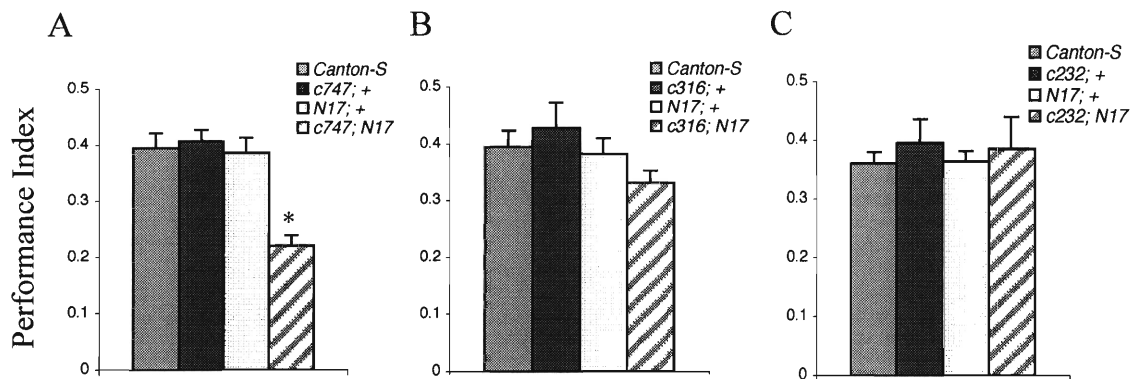 A
Canton-S
c747; +
N17; +
c747; N17
0.5
0.4
0.3
0.2
0.1
0
*
Performance Index
B
Canton-S
c316; +
N17; +
c316; N17
0.5
0.4
0.3
0.2
0.1
0
C
Canton-S
c232; +
N17; +
c232; N17
0.5
0.4
0.3
0.2
0.1
0